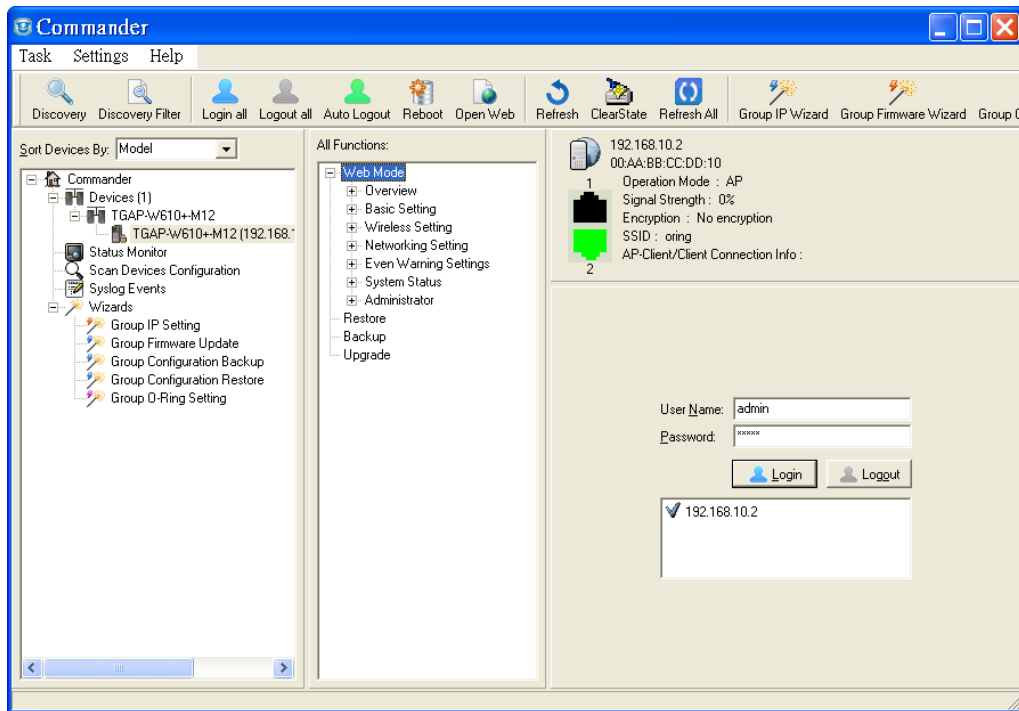 Commander
Task Settings Help
Discovery Discovery Filter Login all Logout all Auto Logout Reboot Open Web Refresh ClearState Refresh All Group IP Wizard Group Firmware Wizard Group
Sort Devices By: Model
Commander
Devices (1)
TGAP-W610+-M12
TGAP-W610+-M12 (192.168.
Status Monitor
Scan Devices Configuration
Syslog Events
Wizards
Group IP Setting
Group Firmware Update
Group Configuration Backup
Group Configuration Restore
Group O-Ring Setting
All Functions:
Web Mode
Overview
Basic Setting
Wireless Setting
Networking Setting
Even Warning Settings
System Status
Administrator
Restore
Backup
Upgrade
192.168.10.2
00:AA:BB:CC:DD:10
1
Operation Mode : AP
Signal Strength : 0%
Encryption : No encryption
SSID : oring
AP-Client/Client Connection Info :
2
User Name: admin
Password: *****
Login Logout
192.168.10.2